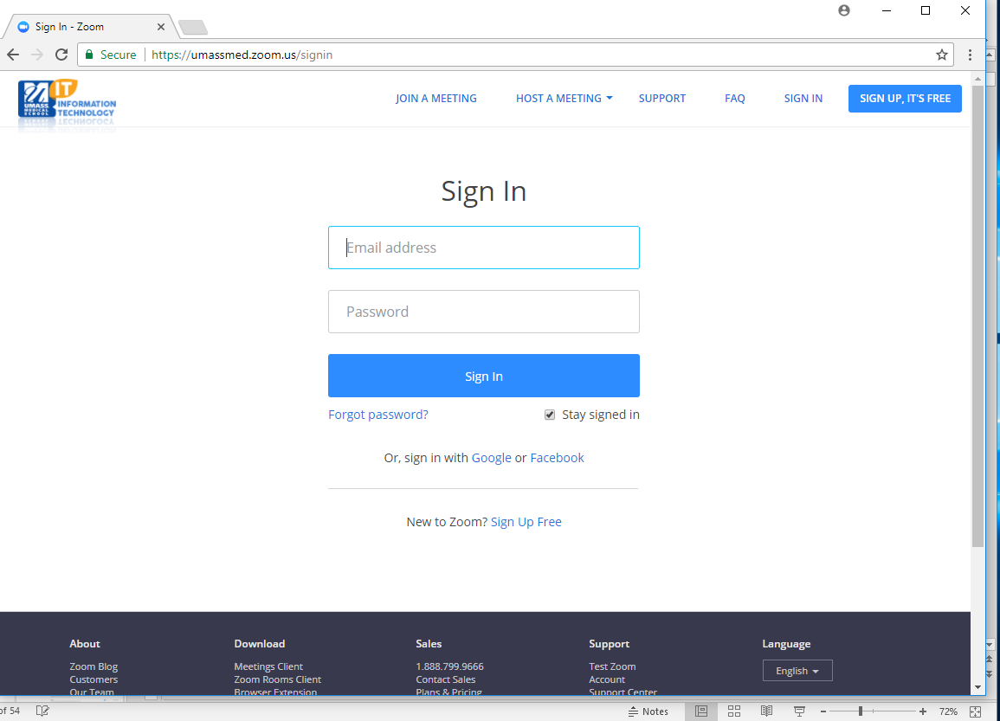 Sign In - Zoom
Secure https://umassmed.zoom.us/signin
UMASS MEDICAL SCHOOL IT INFORMATION TECHNOLOGY
JOIN A MEETING HOST A MEETING SUPPORT FAQ SIGN IN SIGN UP, IT'S FREE
Sign In
Email address
Password
Sign In
Forgot password? Stay signed in
Or, sign in with Google or Facebook
New to Zoom? Sign Up Free
About Download Sales Support Language
Zoom Blog Meetings Client 1.888.799.9666 Test Zoom English
Customers Zoom Rooms Client Contact Sales Account
Our Team Browser Extension Plans & Pricing Support Center
of 54 Notes 72%